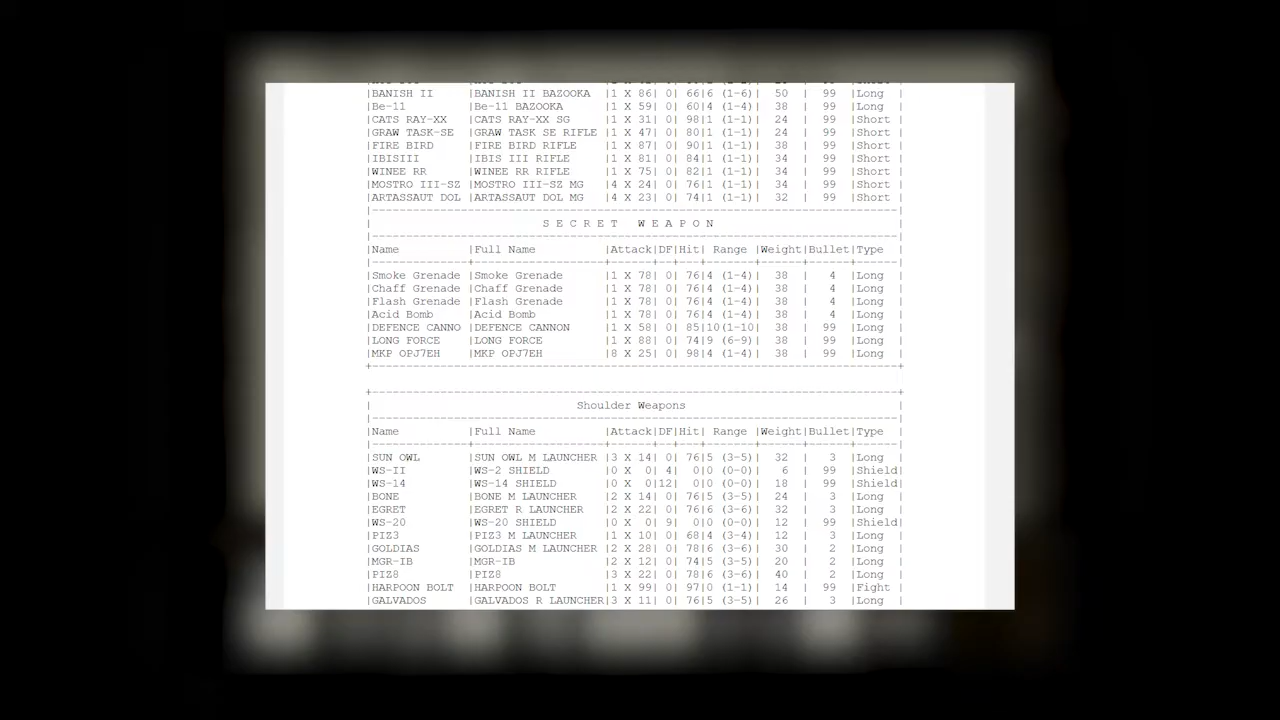 |BANISH II    |BANISH II BAZOOKA |1 X 86| 0| 66|6 (1-6)|  50  |  99  |Long  |
|Be-11        |Be-11 BAZOOKA     |1 X 59| 0| 60|4 (1-4)|  38  |  99  |Long  |
|CATS RAY-XX  |CATS RAY-XX SG    |1 X 31| 0| 98|1 (1-1)|  24  |  99  |Short |
|GRAW TASK-SE |GRAW TASK SE RIFLE|1 X 47| 0| 80|1 (1-1)|  24  |  99  |Short |
|FIRE BIRD    |FIRE BIRD RIFLE   |1 X 87| 0| 90|1 (1-1)|  38  |  99  |Short |
|IBISIII      |IBIS III RIFLE    |1 X 81| 0| 84|1 (1-1)|  34  |  99  |Short |
|WINEE RR     |WINEE RR RIFLE    |1 X 75| 0| 82|1 (1-1)|  34  |  99  |Short |
|MOSTRO III-SZ|MOSTRO III-SZ MG  |4 X 24| 0| 76|1 (1-1)|  34  |  99  |Short |
|ARTASSAUT DOL|ARTASSAUT DOL MG  |4 X 23| 0| 74|1 (1-1)|  32  |  99  |Short |
S E C R E T   W E A P O N
|Name         |Full Name         |Attack|DF|Hit| Range |Weight|Bullet|Type  |
|Smoke Grenade|Smoke Grenade     |1 X 78| 0| 76|4 (1-4)|  38  |   4  |Long  |
|Chaff Grenade|Chaff Grenade     |1 X 78| 0| 76|4 (1-4)|  38  |   4  |Long  |
|Flash Grenade|Flash Grenade     |1 X 78| 0| 76|4 (1-4)|  38  |   4  |Long  |
|Acid Bomb    |Acid Bomb         |1 X 78| 0| 76|4 (1-4)|  38  |   4  |Long  |
|DEFENCE CANNO|DEFENCE CANNON    |1 X 58| 0| 85|10(1-10|  38  |  99  |Long  |
|LONG FORCE   |LONG FORCE        |1 X 88| 0| 74|9 (6-9)|  38  |  99  |Long  |
|MKP OPJ7EH   |MKP OPJ7EH        |8 X 25| 0| 98|4 (1-4)|  38  |  99  |Long  |
Shoulder Weapons
|Name         |Full Name         |Attack|DF|Hit| Range |Weight|Bullet|Type  |
|SUN OWL      |SUN OWL M LAUNCHER|3 X 14| 0| 76|5 (3-5)|  32  |   3  |Long  |
|WS-II        |WS-2 SHIELD       |0 X  0| 4|  0|0 (0-0)|   6  |  99  |Shield|
|WS-14        |WS-14 SHIELD      |0 X  0|12|  0|0 (0-0)|  18  |  99  |Shield|
|BONE         |BONE M LAUNCHER   |2 X 14| 0| 76|5 (3-5)|  24  |   3  |Long  |
|EGRET        |EGRET R LAUNCHER  |2 X 22| 0| 76|6 (3-6)|  32  |   3  |Long  |
|WS-20        |WS-20 SHIELD      |0 X  0| 9|  0|0 (0-0)|  12  |  99  |Shield|
|PIZ3         |PIZ3 M LAUNCHER   |1 X 10| 0| 68|4 (3-4)|  12  |   3  |Long  |
|GOLDIAS      |GOLDIAS M LAUNCHER|2 X 28| 0| 78|6 (3-6)|  30  |   2  |Long  |
|MGR-IB       |MGR-IB            |2 X 12| 0| 74|5 (3-5)|  20  |   2  |Long  |
|PIZ8         |PIZ8              |3 X 22| 0| 78|6 (3-6)|  40  |   2  |Long  |
|HARPOON BOLT |HARPOON BOLT      |1 X 99| 0| 97|0 (1-1)|  14  |  99  |Fight |
|GALVADOS     |GALVADOS R LAUNCHER|3 X 11| 0| 76|5 (3-5)|  26  |   3  |Long  |